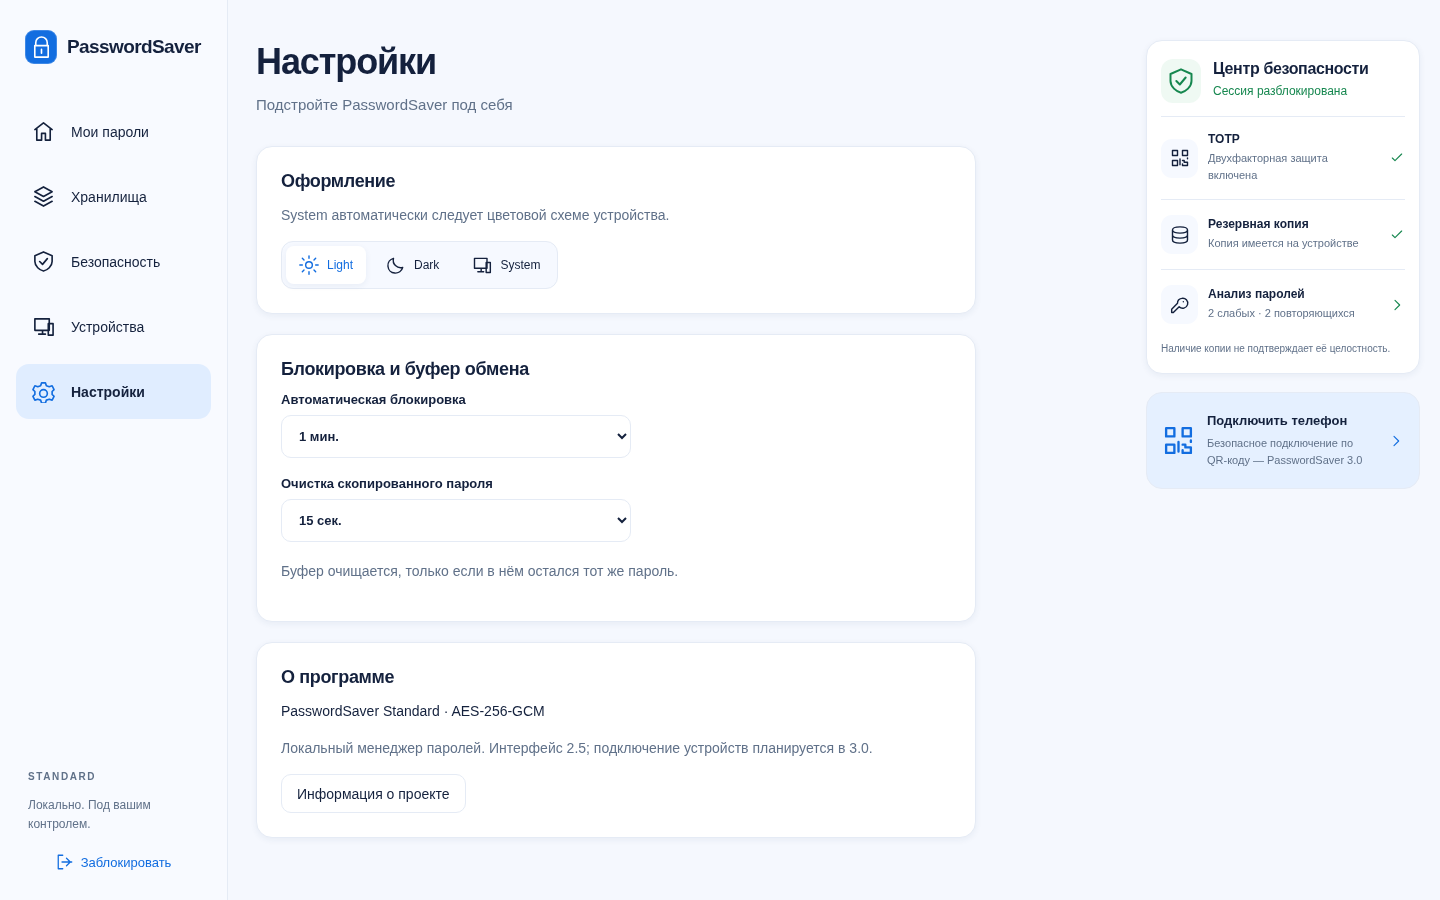 PasswordSaver
Мои пароли
Хранилища
Безопасность
Устройства
Настройки
STANDARD
Локально. Под вашим
контролем.
Заблокировать
Настройки
Подстройте PasswordSaver под себя
Оформление
System автоматически следует цветовой схеме устройства.
Light
Dark
System
Блокировка и буфер обмена
Автоматическая блокировка
1 мин.
Очистка скопированного пароля
15 сек.
Буфер очищается, только если в нём остался тот же пароль.
О программе
PasswordSaver Standard · AES-256-GCM
Локальный менеджер паролей. Интерфейс 2.5; подключение устройств планируется в 3.0.
Информация о проекте
Центр безопасности
Сессия разблокирована
TOTP
Двухфакторная защита
включена
Резервная копия
Копия имеется на устройстве
Анализ паролей
2 слабых · 2 повторяющихся
Наличие копии не подтверждает её целостность.
Подключить телефон
Безопасное подключение по
QR-коду — PasswordSaver 3.0